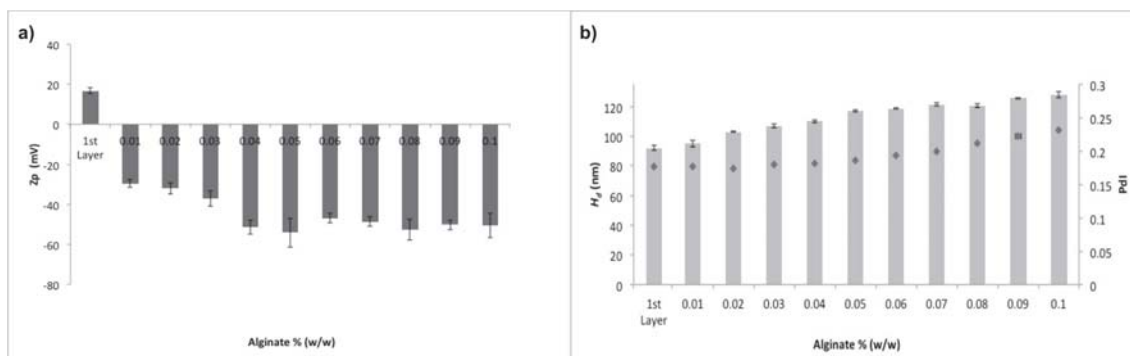 a)
40
20
0
-20
-40
-60
-80
Zp (mV)
1st
Layer
0.01 0.02 0.03 0.04 0.05 0.06 0.07 0.08 0.09 0.1
Alginate % (w/w)
b)
120
100
80
60
40
20
0
Hd (nm)
0.3
0.25
0.2
0.15
0.1
0.05
0
PdI
1st
Layer
0.01 0.02 0.03 0.04 0.05 0.06 0.07 0.08 0.09 0.1
Alginate % (w/w)